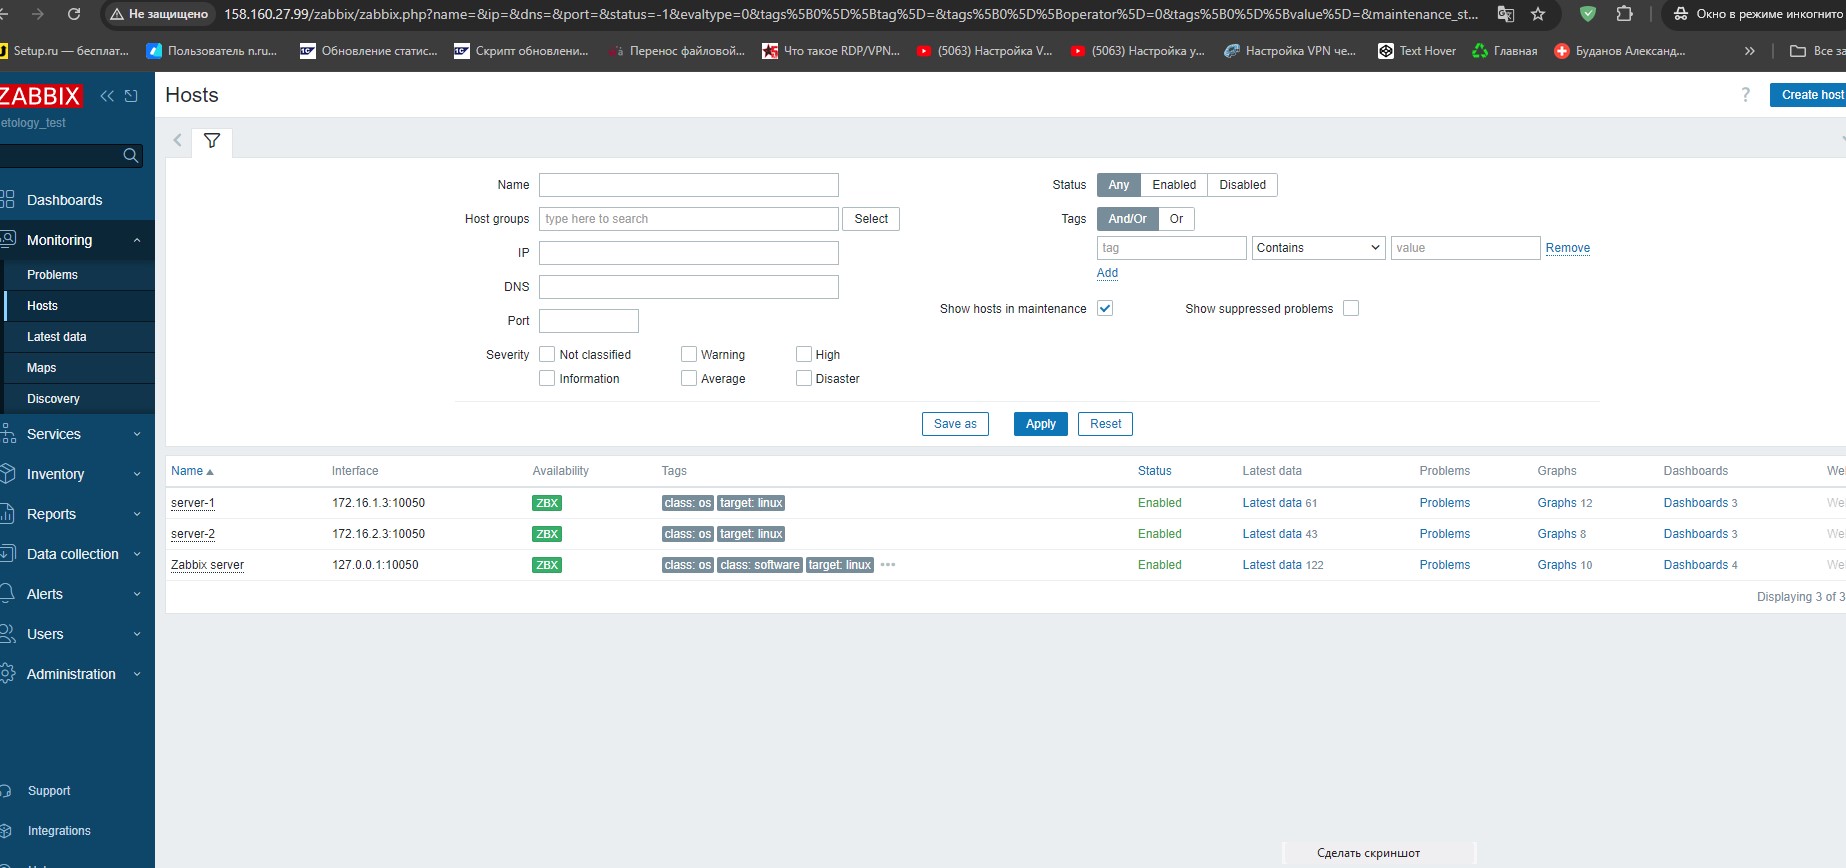 Не защищено 158.160.27.99/zabbix/zabbix.php?name=&ip=&dns=&port=&status=-1&evaltype=0&tags%5B0%5D%5Btag%5D=&tags%5B0%5D%5Boperator%5D=0&tags%5B0%5D%5Bvalue%5D=&maintenance_st... Окно в режиме инкогнито
Setup.ru — бесплат... Пользователь n.ru... Обновление статис... Скрипт обновлени... Перенос файловой... Что такое RDP/VPN... (5063) Настройка V... (5063) Настройка у... Настройка VPN че... Text Hover Главная Буданов Александ... » Все за
ZABBIX
etology_test
Dashboards
Monitoring
Problems
Hosts
Latest data
Maps
Discovery
Services
Inventory
Reports
Data collection
Alerts
Users
Administration
Support
Integrations
Hosts ? Create host
Name
Host groups type here to search Select
IP
DNS
Port
Severity Not classified Warning High
Information Average Disaster
Status Any Enabled Disabled
Tags And/Or Or
tag Contains value Remove
Add
Show hosts in maintenance Show suppressed problems
Save as Apply Reset
Name Interface Availability Tags Status Latest data Problems Graphs Dashboards We
server-1 172.16.1.3:10050 ZBX class: os target: linux Enabled Latest data 61 Problems Graphs 12 Dashboards 3 We
server-2 172.16.2.3:10050 ZBX class: os target: linux Enabled Latest data 43 Problems Graphs 8 Dashboards 3 We
Zabbix server 127.0.0.1:10050 ZBX class: os class: software target: linux ••• Enabled Latest data 122 Problems Graphs 10 Dashboards 4 We
Displaying 3 of 3
Сделать скриншот